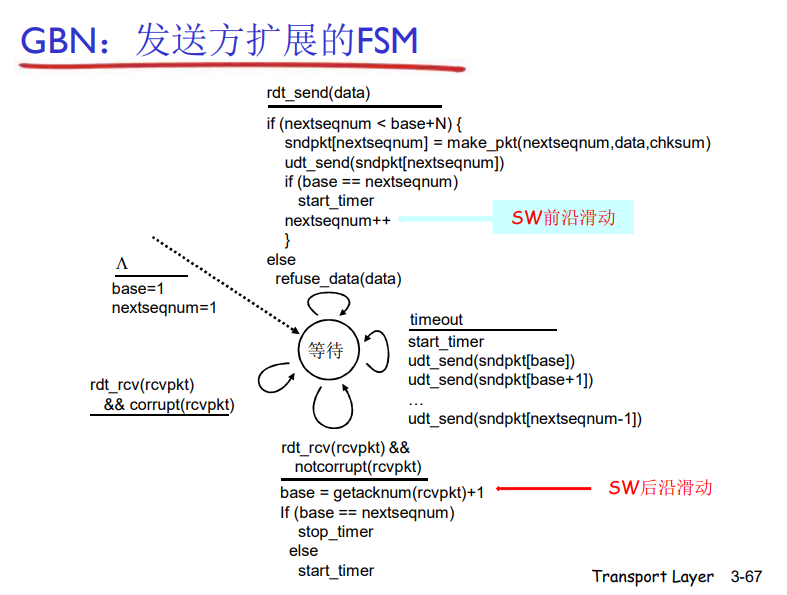 GBN：发送方扩展的FSM
rdt_send(data)
if (nextseqnum < base+N) {
sndpkt[nextseqnum] = make_pkt(nextseqnum,data,chksum)
udt_send(sndpkt[nextseqnum])
if (base == nextseqnum)
start_timer
nextseqnum++
SW前沿滑动
}
else
refuse_data(data)
Λ
base=1
nextseqnum=1
等待
timeout
start_timer
udt_send(sndpkt[base])
udt_send(sndpkt[base+1])
…
udt_send(sndpkt[nextseqnum-1])
rdt_rcv(rcvpkt)
&& corrupt(rcvpkt)
rdt_rcv(rcvpkt) &&
notcorrupt(rcvpkt)
base = getacknum(rcvpkt)+1
SW后沿滑动
If (base == nextseqnum)
stop_timer
else
start_timer
Transport Layer 3-67